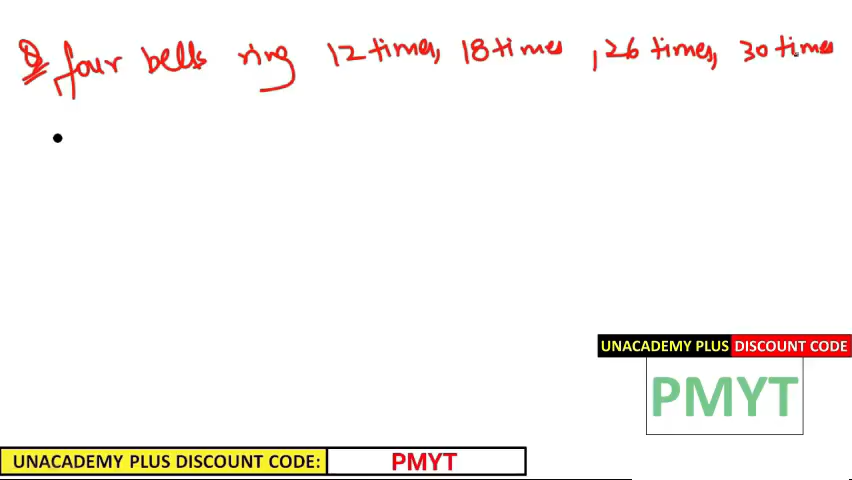 Q. four bells ring 12 times, 18 times, 26 times, 30 times
UNACADEMY PLUS DISCOUNT CODE
PMYT
UNACADEMY PLUS DISCOUNT CODE: PMYT